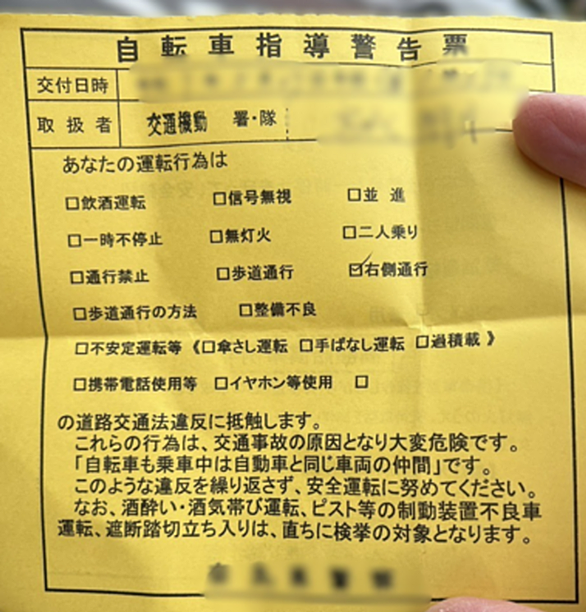 自転車指導警告票
交付日時
取扱者 交通機動 署・隊
あなたの運転行為は
□飲酒運転 □信号無視 □並進
□一時不停止 □無灯火 □二人乗り
□通行禁止 □歩道通行 ☑右側通行
□歩道通行の方法 □整備不良
□不安定運転等 《□傘さし運転 □手ばなし運転 □過積載 》
□携帯電話使用等 □イヤホン等使用 □
の道路交通法違反に抵触します。
これらの行為は、交通事故の原因となり大変危険です。
「自転車も乗車中は自動車と同じ車両の仲間」です。
このような違反を繰り返さず、安全運転に努めてください。
なお、酒酔い・酒気帯び運転、ピスト等の制動装置不良車
運転、遮断踏切立ち入りは、直ちに検挙の対象となります。